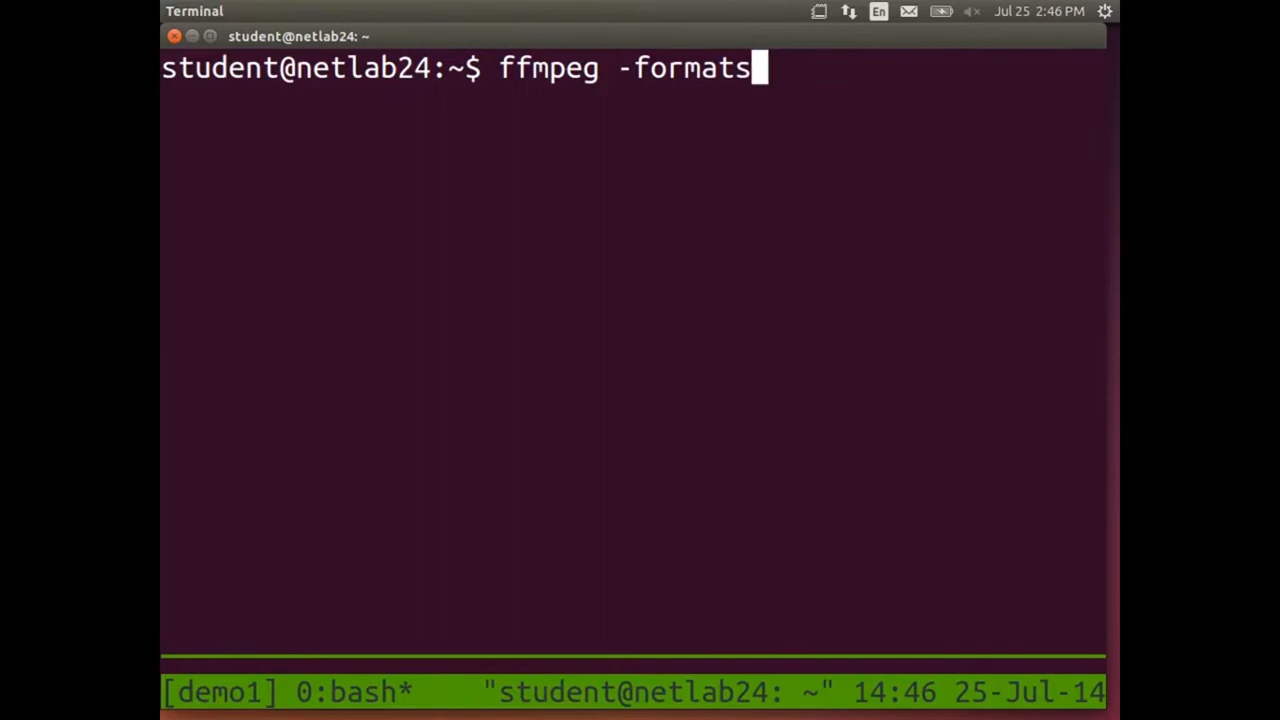 Terminal En Jul 25 2:46 PM
student@netlab24: ~
student@netlab24:~$ ffmpeg -formats
[demo1] 0:bash* "student@netlab24: ~" 14:46 25-Jul-14